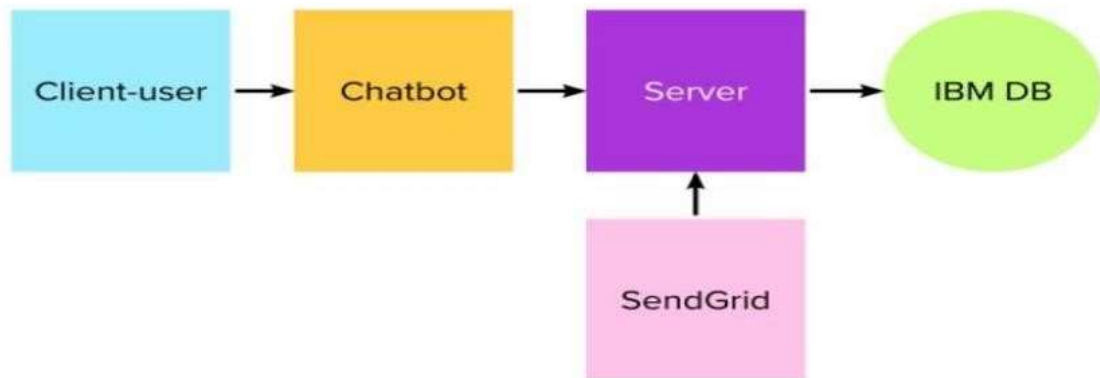 Client-user
Chatbot
Server
IBM DB
SendGrid